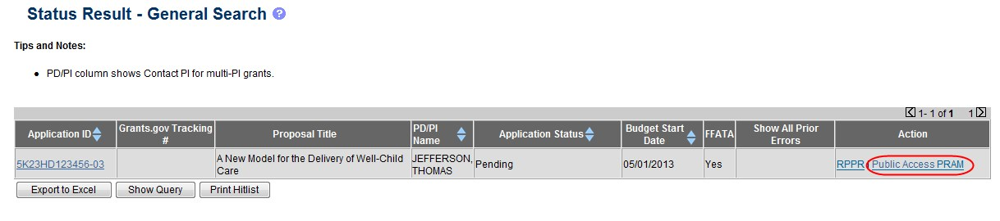 Status Result - General Search ?
Tips and Notes:
• PD/PI column shows Contact PI for multi-PI grants.
1- 1 of 1 1
Application ID Grants.gov Tracking # Proposal Title PD/PI Name Application Status Budget Start Date FFATA Show All Prior Errors Action
5K23HD123456-03 A New Model for the Delivery of Well-Child Care JEFFERSON, THOMAS Pending 05/01/2013 Yes RPPR Public Access PRAM
Export to Excel Show Query Print Hitlist